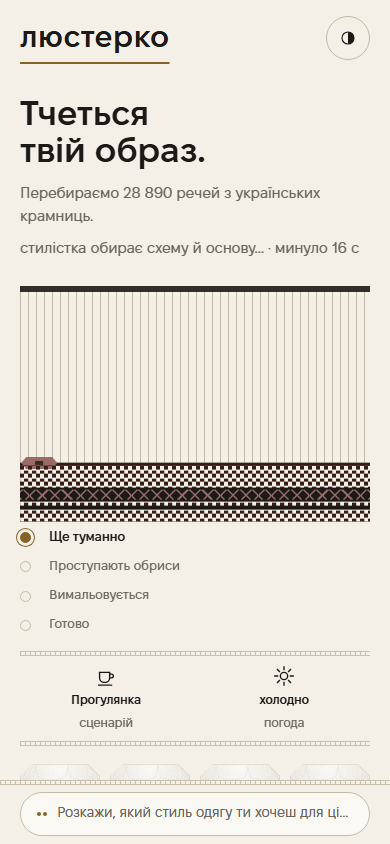 люстерко
Тчеться
твій образ.
Перебираємо 28 890 речей з українських
крамниць.
стилістка обирає схему й основу... · минуло 16 с
Ще туманно
Проступають обриси
Вимальовується
Готово
Прогулянка
сценарій
холодно
погода
Розкажи, який стиль одягу ти хочеш для ці...